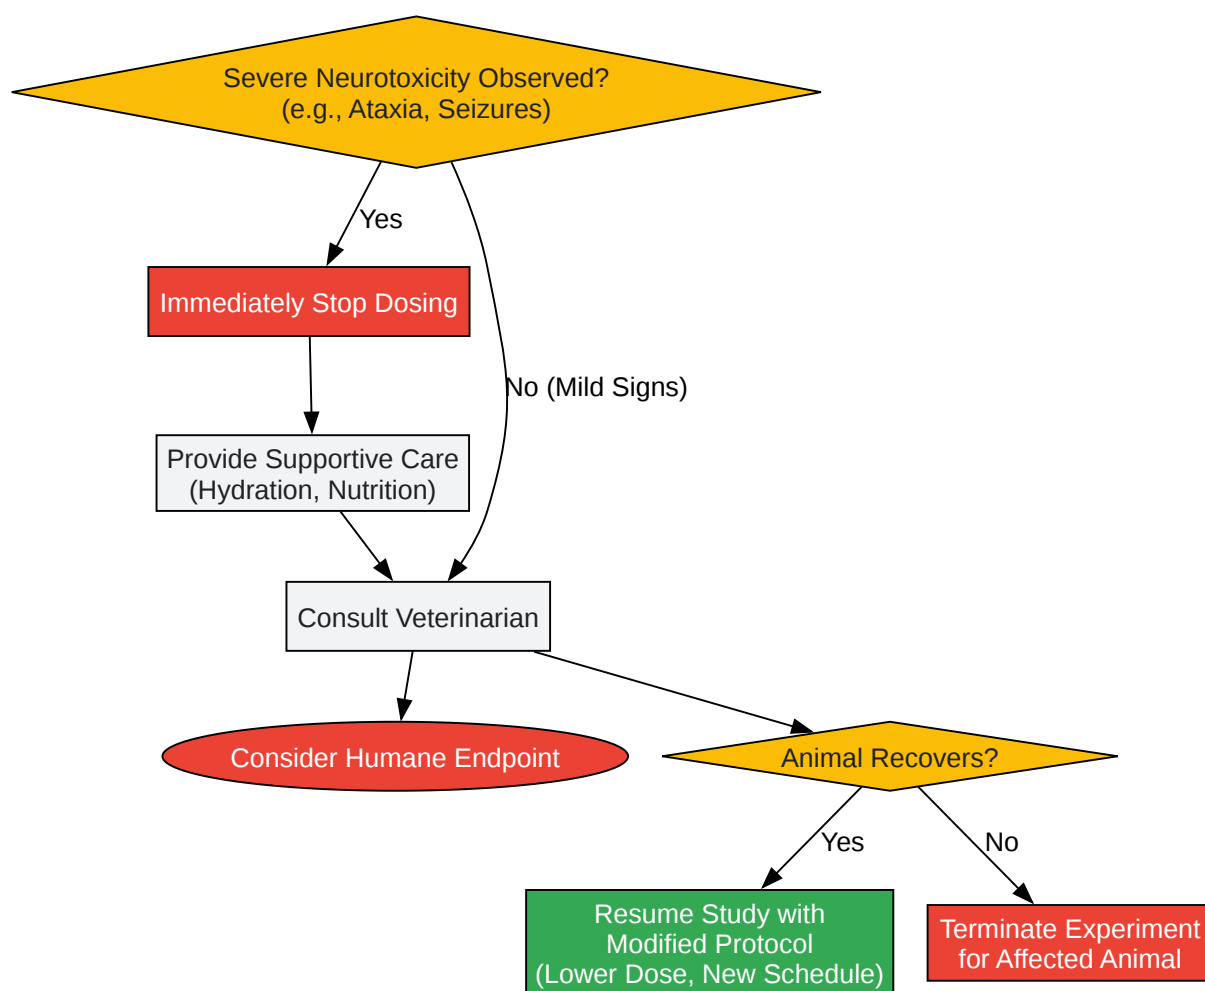 Severe Neurotoxicity Observed?
(e.g., Ataxia, Seizures)
Yes
Immediately Stop Dosing
No (Mild Signs)
Provide Supportive Care
(Hydration, Nutrition)
Consult Veterinarian
Consider Humane Endpoint
Animal Recovers?
Yes
No
Resume Study with
Modified Protocol
(Lower Dose, New Schedule)
Terminate Experiment
for Affected Animal